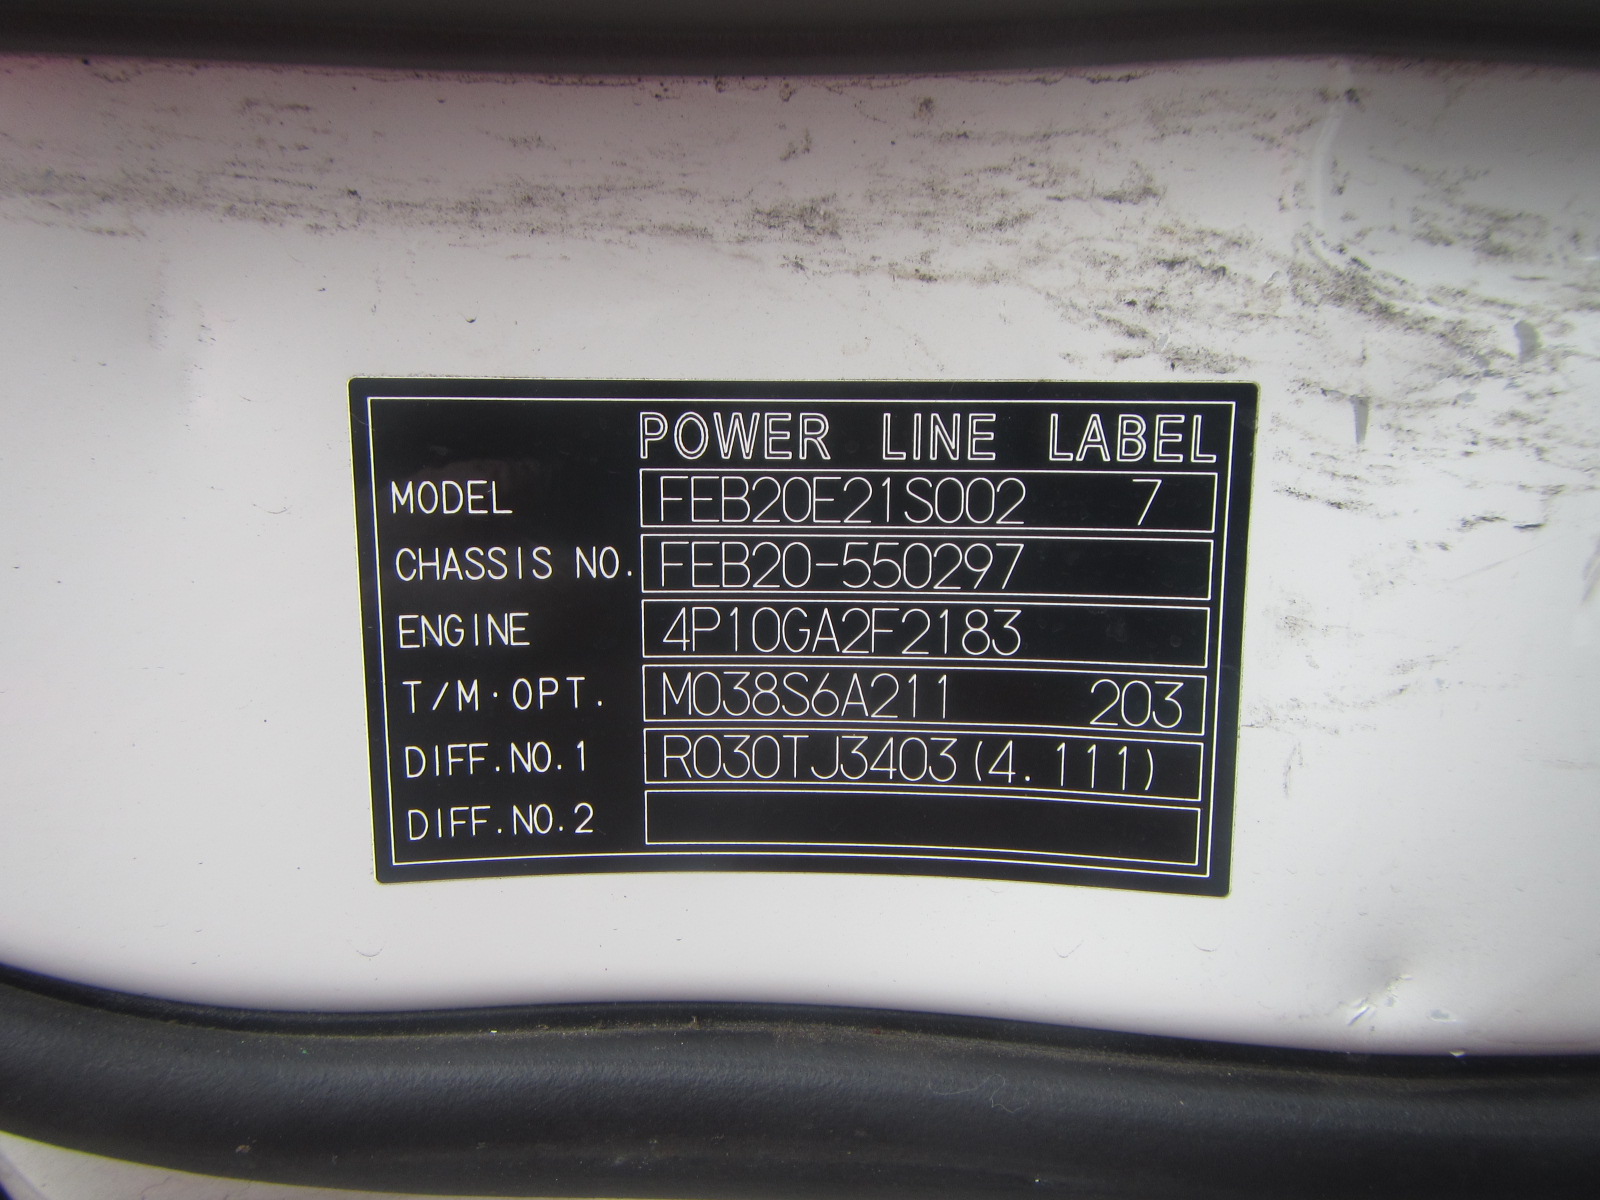 POWER LINE LABEL
MODEL FEB20E21S002 7
CHASSIS NO. FEB20-550297
ENGINE 4P10GA2F2183
T/M·OPT. M038S6A211 203
DIFF.NO.1 R030TJ3403(4.111)
DIFF.NO.2